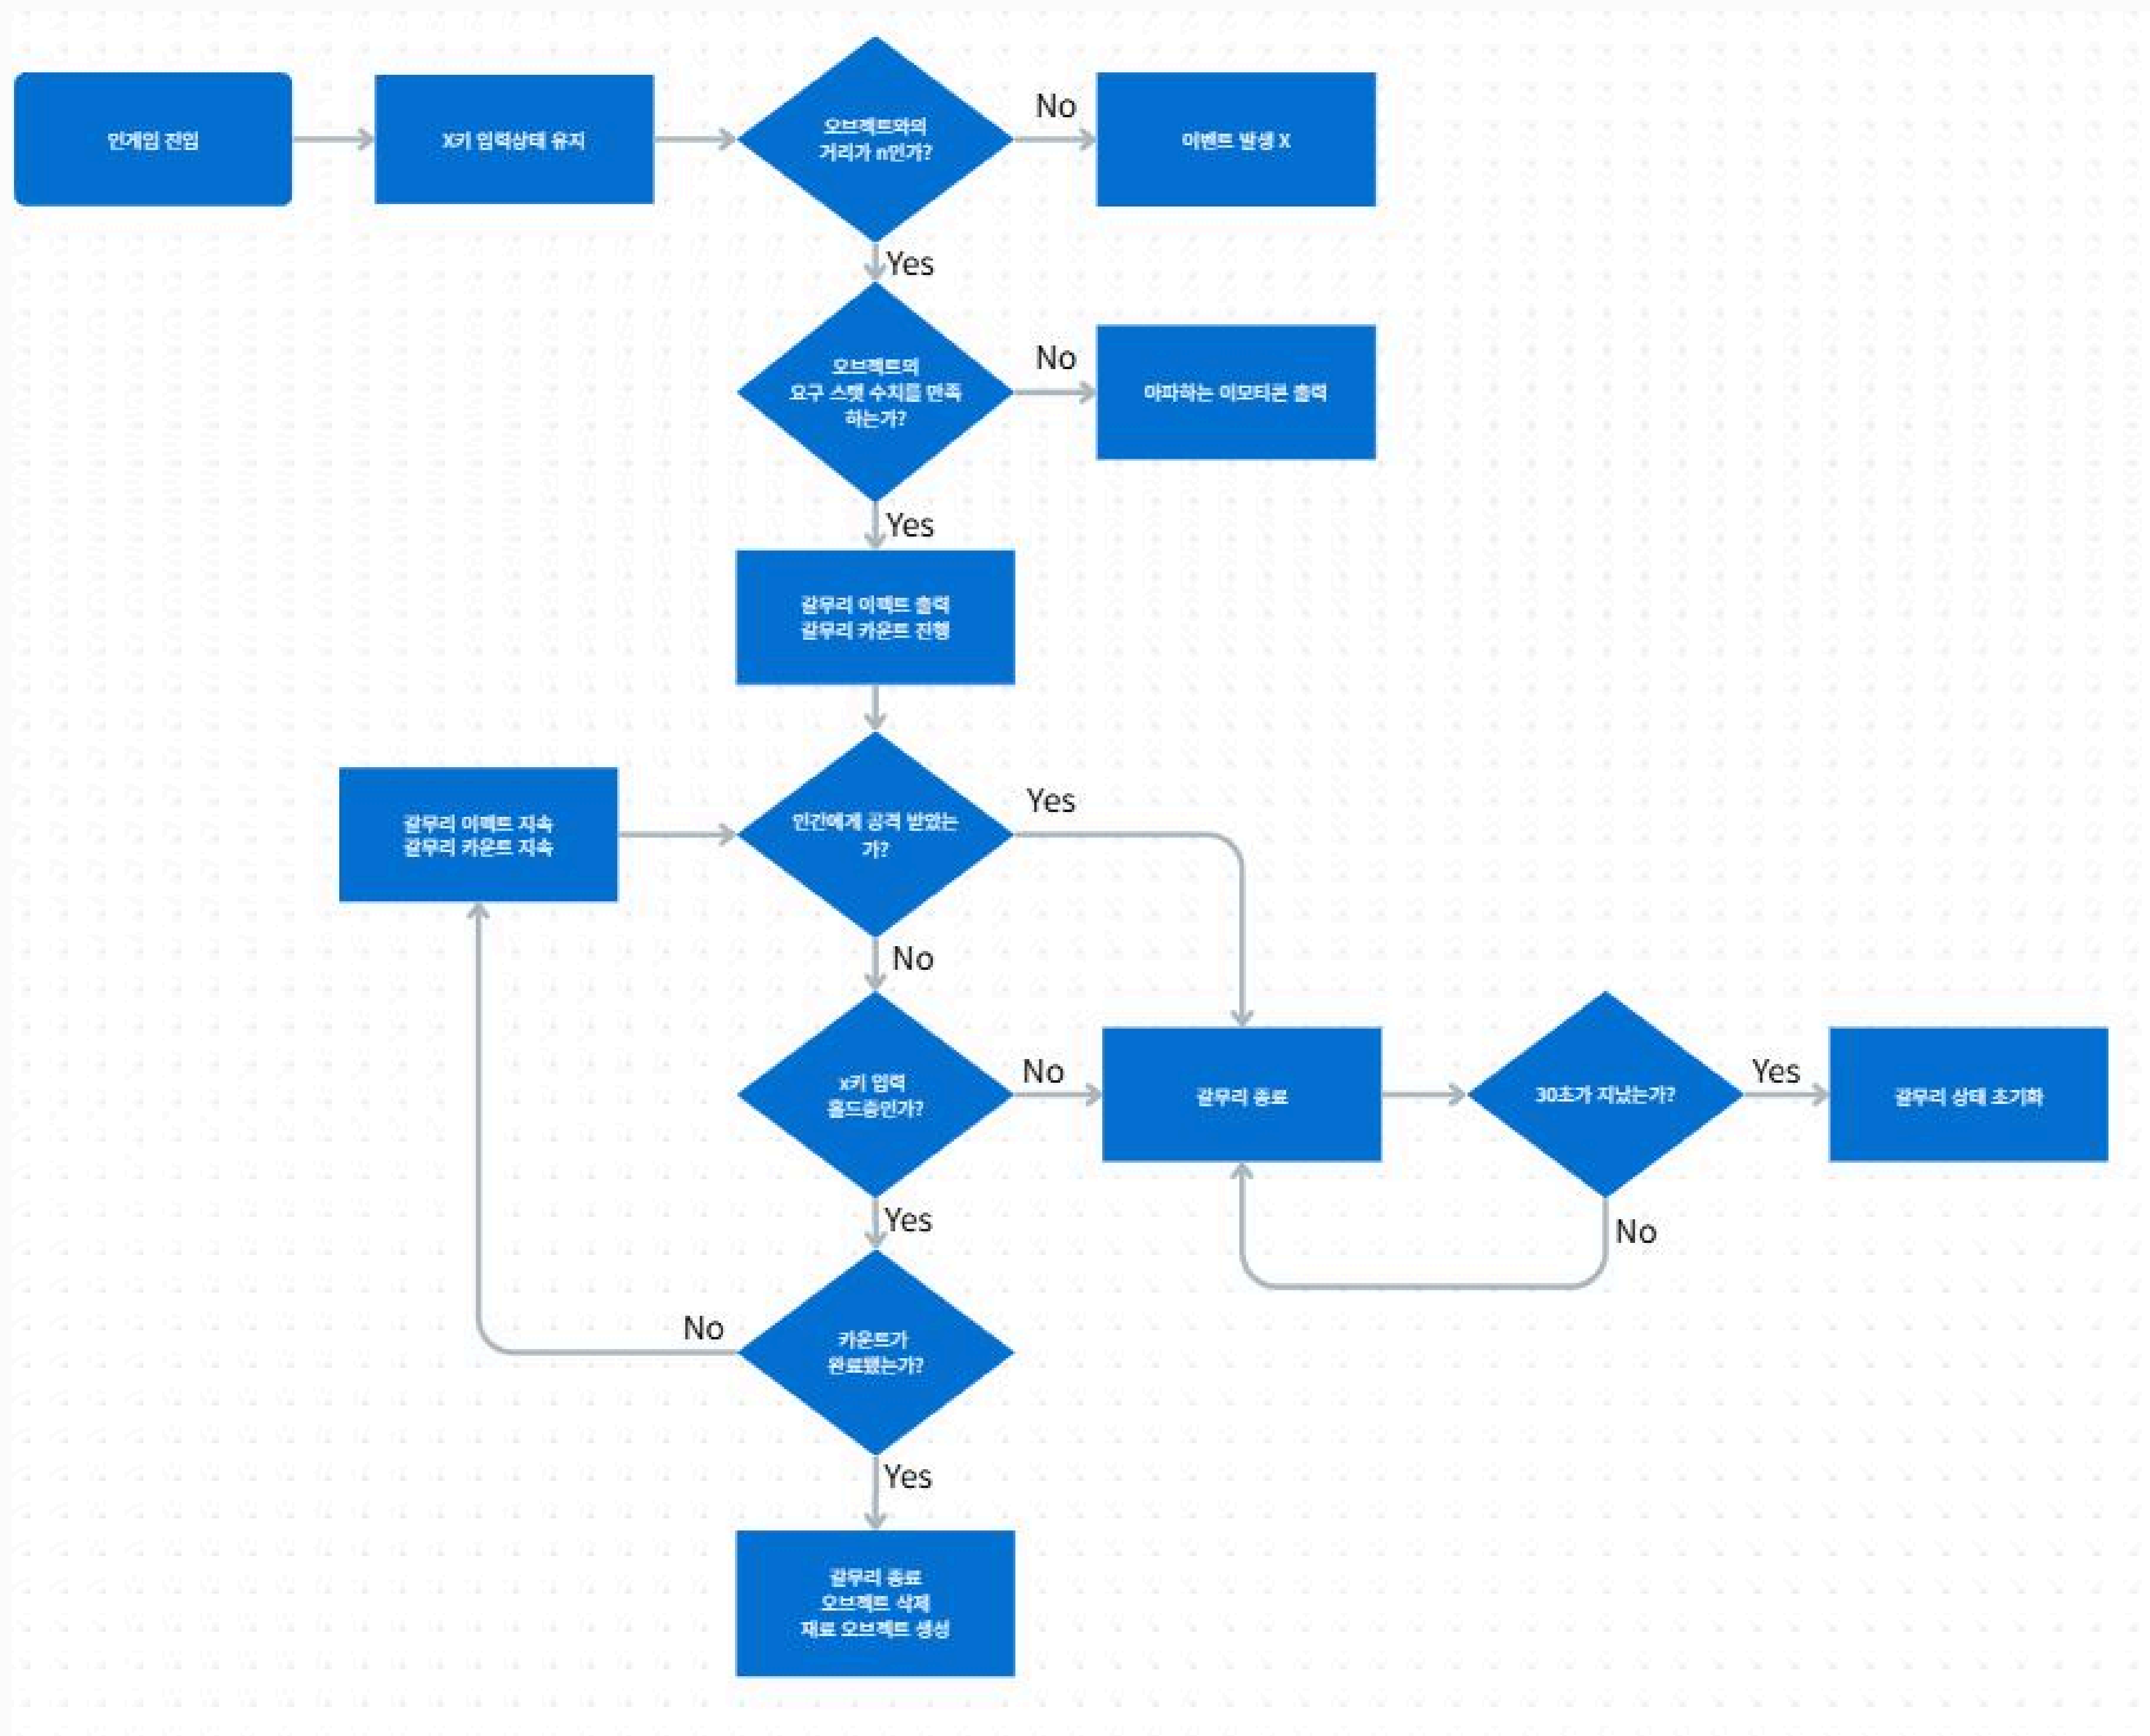 인게임 진입
X키 입력상태 유지
오브젝트와의
거리가 n인가?
No
이벤트 발생 X
Yes
오브젝트의
요구 스탯 수치를 만족
하는가?
No
아파하는 이모티콘 출력
Yes
갈무리 이펙트 출력
갈무리 카운트 진행
갈무리 이펙트 지속
갈무리 카운트 지속
인간에게 공격 받았는
가?
Yes
No
x키 입력
홀드중인가?
No
갈무리 종료
30초가 지났는가?
Yes
갈무리 상태 초기화
Yes
No
카운트가
완료됐는가?
No
Yes
갈무리 종료
오브젝트 삭제
재료 오브젝트 생성